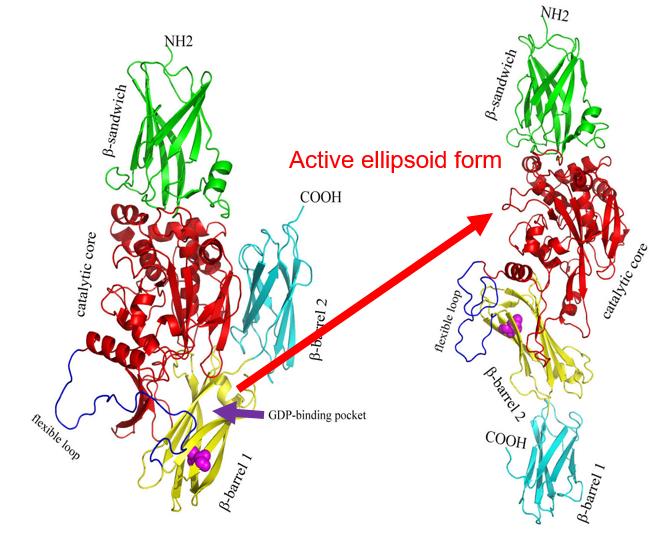 NH2
β-sandwich
catalytic core
COOH
β-barrel 2
flexible loop
GDP-binding pocket
β-barrel 1
Active ellipsoid form
NH2
β-sandwich
catalytic core
flexible loop
β-barrel 2
COOH
β-barrel 1